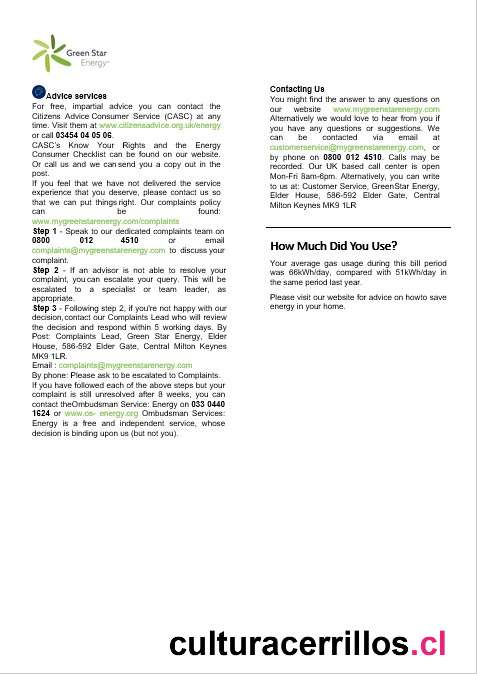 Green Star
Energy
Advice services
For free, impartial advice you can contact the
Citizens Advice Consumer Service (CASC) at any
time. Visit them at www.citizensadvice.org.uk/energy
or call 03454 04 05 06.
CASC's Know Your Rights and the Energy
Consumer Checklist can be found on our website.
Or call us and we can send you a copy out in the
post.
If you feel that we have not delivered the service
experience that you deserve, please contact us so
that we can put things right. Our complaints policy
can be found:
www.mygreenstarenergy.com/complaints
Step 1 - Speak to our dedicated complaints team on
0800 012 4510 or email
complaints@mygreenstarenergy.com to discuss your
complaint.
Step 2 - If an advisor is not able to resolve your
complaint, you can escalate your query. This will be
escalated to a specialist or team leader, as
appropriate.
Step 3 - Following step 2, if you're not happy with our
decision,contact our Complaints Lead who will review
the decision and respond within 5 working days. By
Post: Complaints Lead, Green Star Energy, Elder
House, 586-592 Elder Gate, Central Milton Keynes
MK9 1LR.
Email : complaints@mygreenstarenergy.com
By phone: Please ask to be escalated to Complaints.
If you have followed each of the above steps but your
complaint is still unresolved after 8 weeks, you can
contact theOmbudsman Service: Energy on 033 0440
1624 or www.os- energy.org Ombudsman Services:
Energy is a free and independent service, whose
decision is binding upon us (but not you).
Contacting Us
You might find the answer to any questions on
our website www.mygreenstarenergy.com
Alternatively we would love to hear from you if
you have any questions or suggestions. We
can be contacted via email at
customerservice@mygreenstarenergy.com, or
by phone on 0800 012 4510. Calls may be
recorded. Our UK based call center is open
Mon-Fri 8am-6pm. Alternatively, you can write
to us at: Customer Service, GreenStar Energy,
Elder House, 586-592 Elder Gate, Central
Milton Keynes MK9 1LR
How Much Did You Use?
Your average gas usage during this bill period
was 66kWh/day, compared with 51kWh/day in
the same period last year.
Please visit our website for advice on howto save
energy in your home.
culturacerrillos.cl